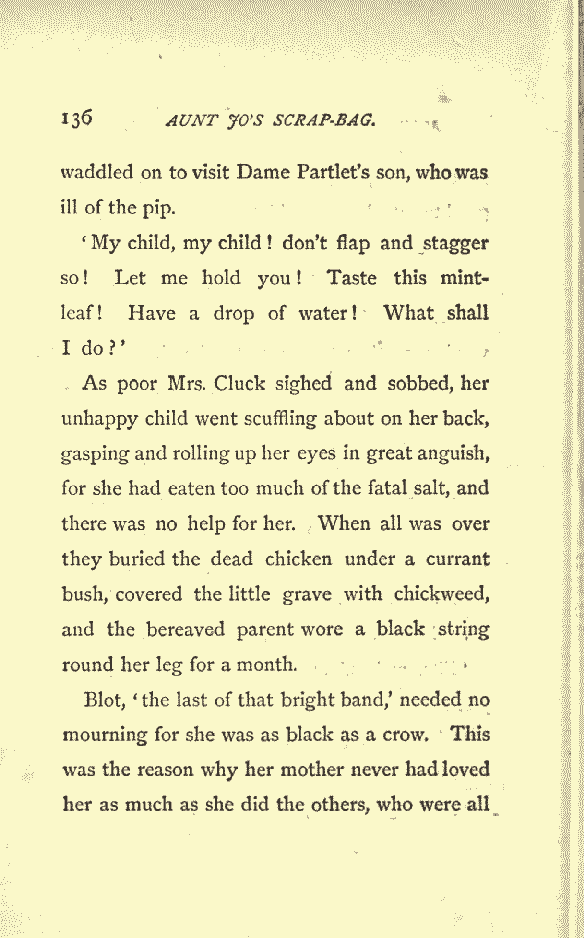 136 AUNT JO'S SCRAP-BAG.
waddled on to visit Dame Partlet's son, who was
ill of the pip.
‘My child, my child! don't flap and stagger
so! Let me hold you! Taste this mint-
leaf! Have a drop of water! What shall
I do?’
As poor Mrs. Cluck sighed and sobbed, her
unhappy child went scuffling about on her back,
gasping and rolling up her eyes in great anguish,
for she had eaten too much of the fatal salt, and
there was no help for her. When all was over
they buried the dead chicken under a currant
bush, covered the little grave with chickweed,
and the bereaved parent wore a black string
round her leg for a month.
Blot, ‘the last of that bright band,’ needed no
mourning for she was as black as a crow. This
was the reason why her mother never had loved
her as much as she did the others, who were all